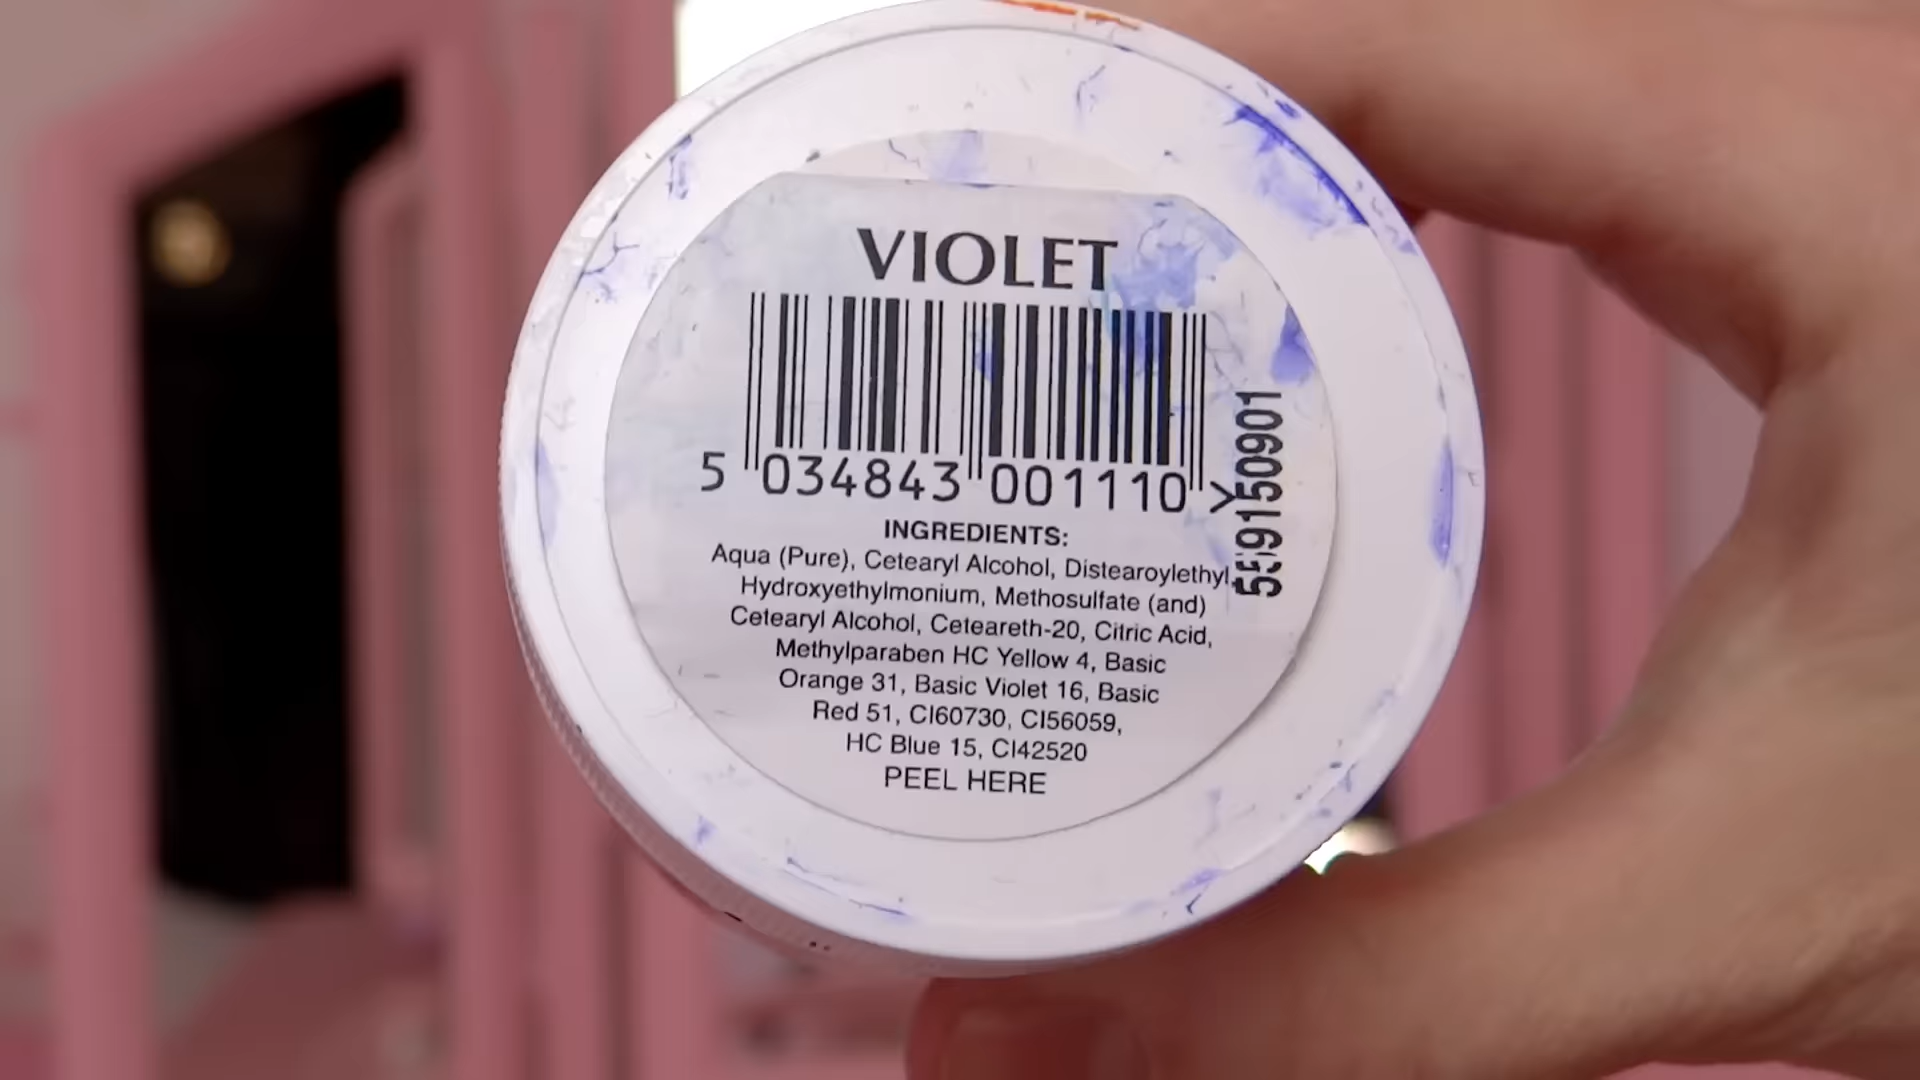 VIOLET
5 034843 001110 >
INGREDIENTS:
Aqua (Pure), Cetearyl Alcohol, Distearoylethyl
Hydroxyethylmonium, Methosulfate (and)
Cetearyl Alcohol, Ceteareth-20, Citric Acid,
Methylparaben HC Yellow 4, Basic
Orange 31, Basic Violet 16, Basic
Red 51, CI60730, CI56059,
HC Blue 15, CI42520
PEEL HERE